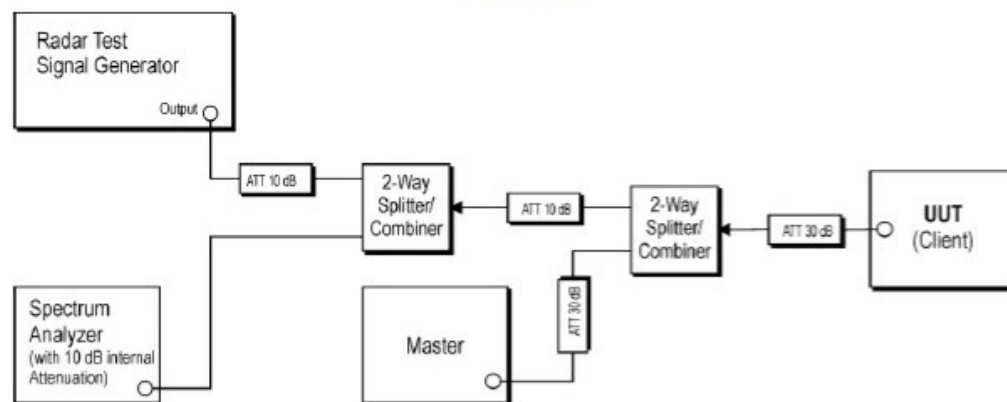 Radar Test
Signal Generator
Output
ATT 10 dB
2-Way
Splitter/
Combiner
ATT 10 dB
2-Way
Splitter/
Combiner
ATT 30 dB
UUT
(Client)
Spectrum
Analyzer
(with 10 dB internal
Attenuation)
Master
ATT 30 dB